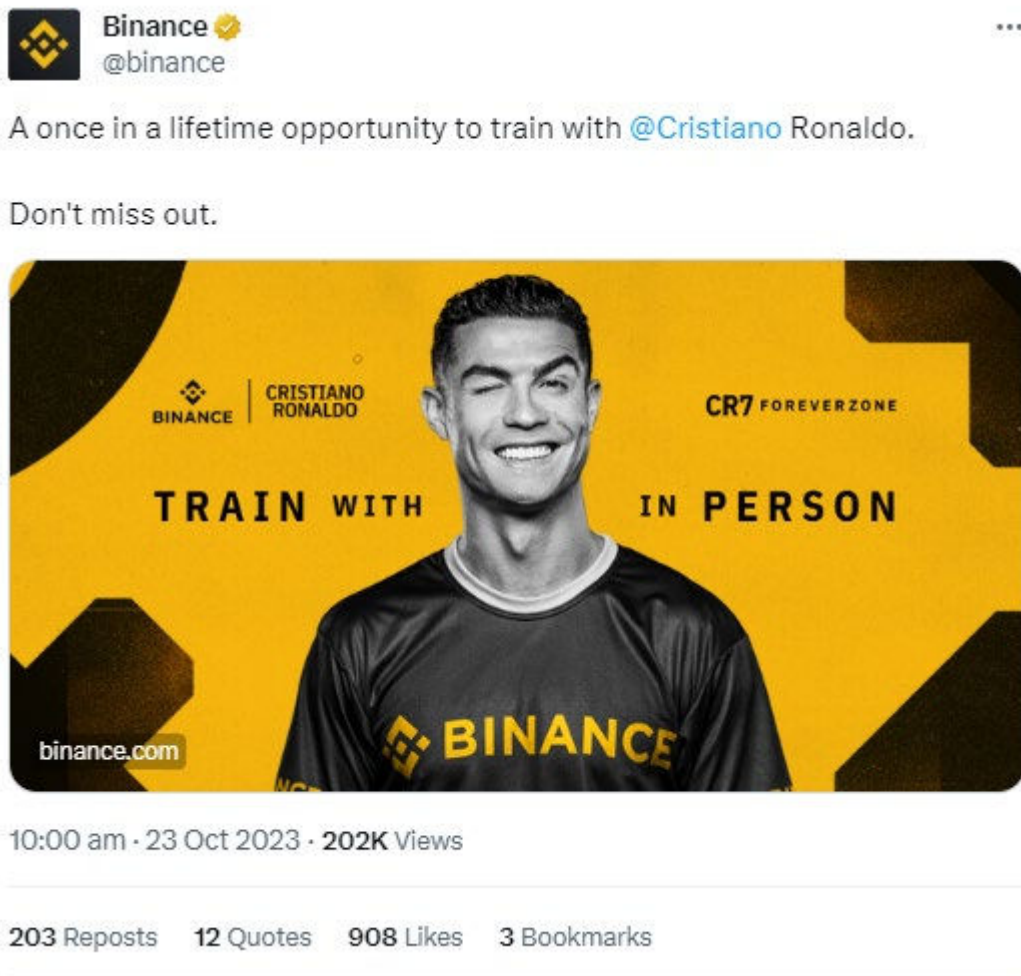 Binance
@binance
A once in a lifetime opportunity to train with @Cristiano Ronaldo.
Don't miss out.
BINANCE | CRISTIANO RONALDO
CR7 FOREVERZONE
TRAIN WITH IN PERSON
BINANCE
binance.com
10:00 am · 23 Oct 2023 · 202K Views
203 Reposts 12 Quotes 908 Likes 3 Bookmarks